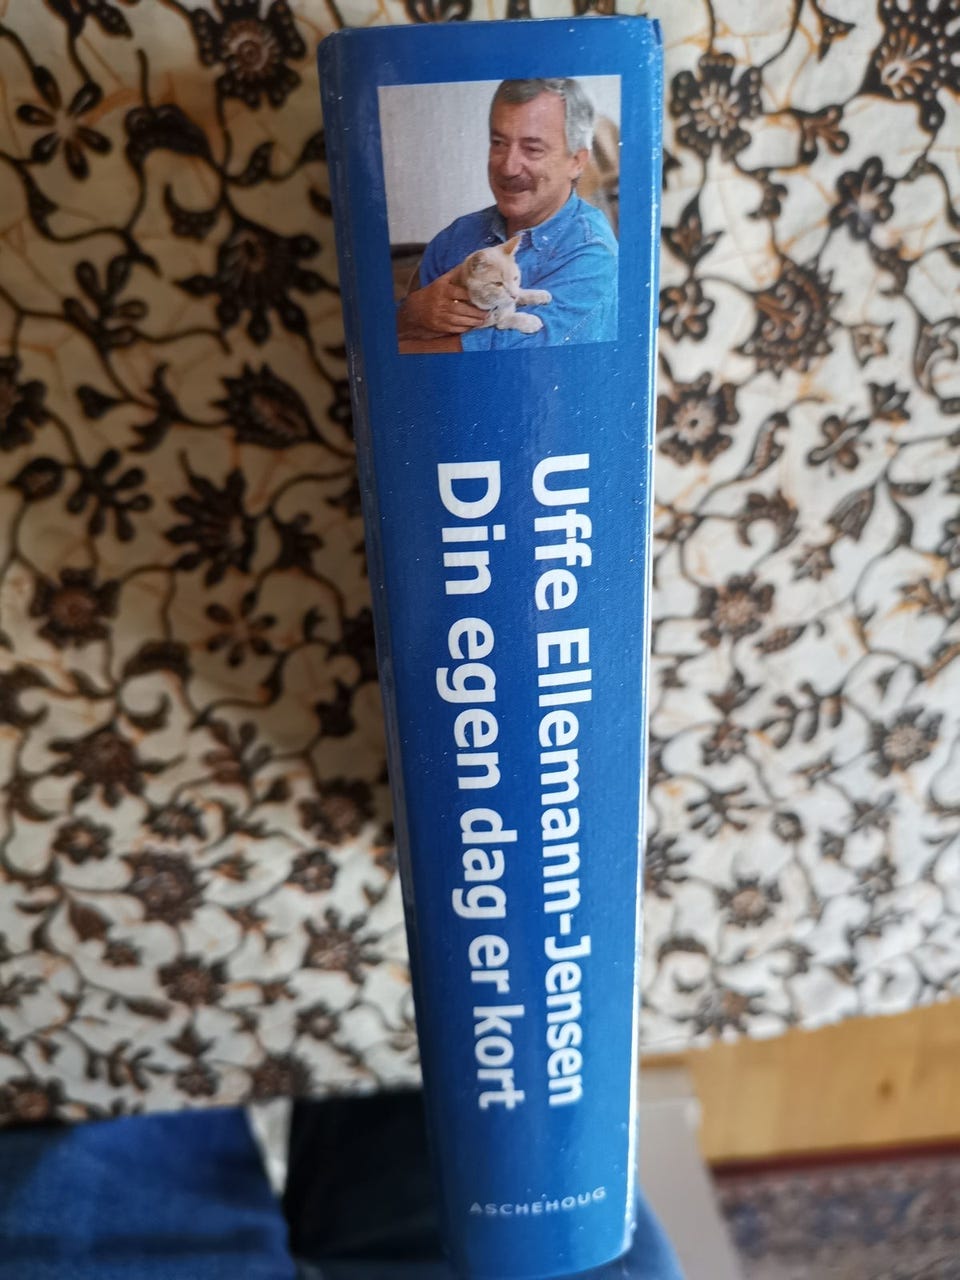 Uffe Ellemann-Jensen
Din egen dag er kort
ASCHEHOUG